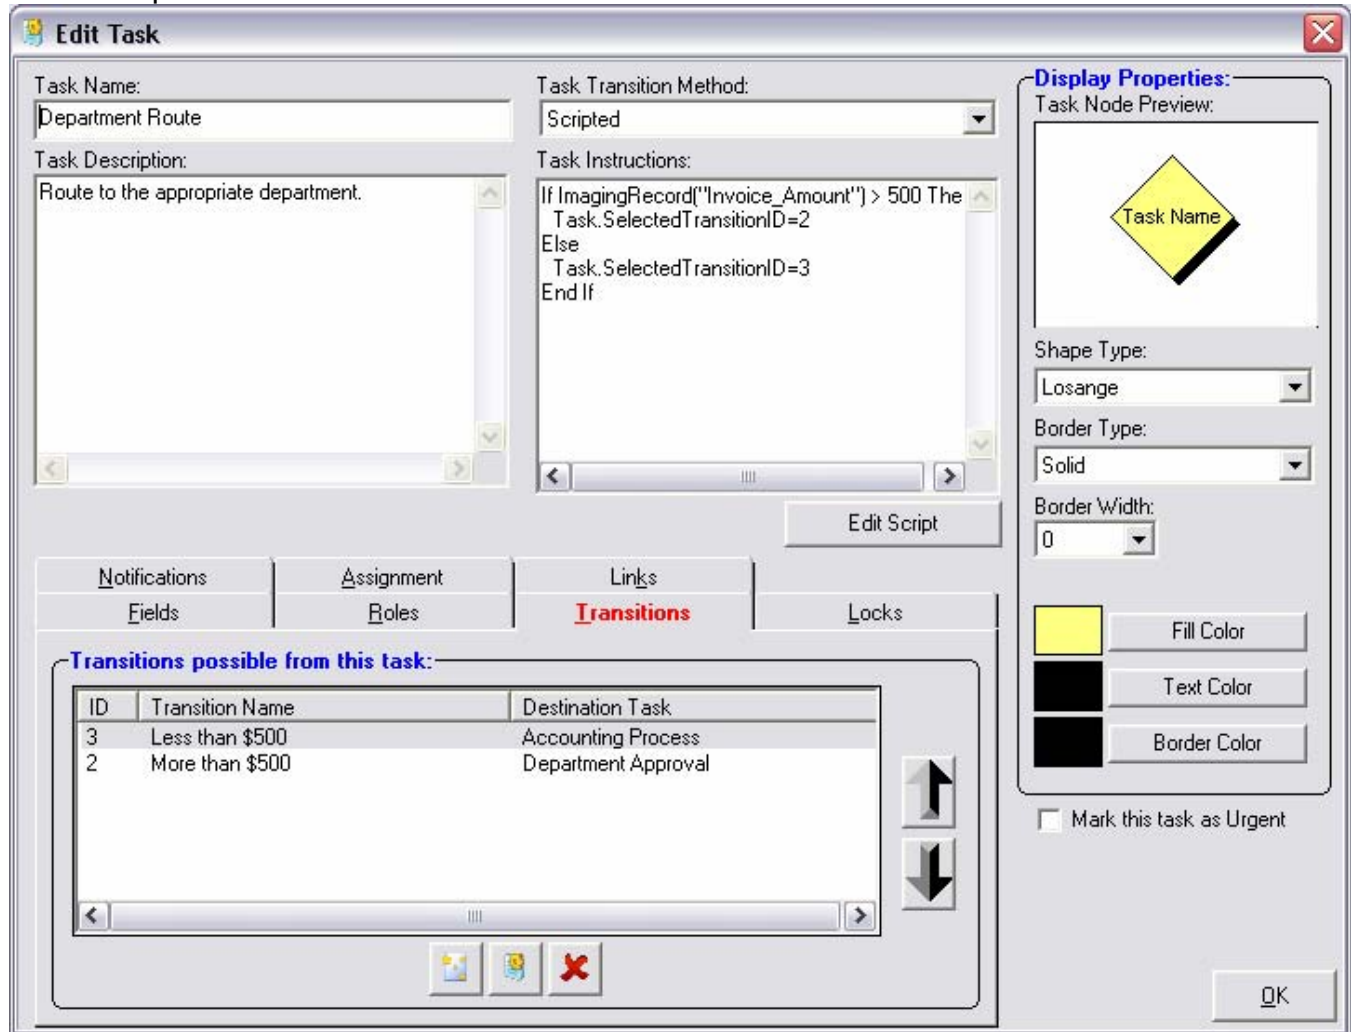 Edit Task
Task Name:
Department Route
Task Description:
Route to the appropriate department.
Task Transition Method:
Scripted
Task Instructions:
If ImagingRecord("Invoice_Amount") > 500 The
Task.SelectedTransitionID=2
Else
Task.SelectedTransitionID=3
End If
Edit Script
Notifications Assignment Links
Fields Roles Transitions Locks
Transitions possible from this task:
ID Transition Name Destination Task
3 Less than $500 Accounting Process
2 More than $500 Department Approval
Display Properties:
Task Node Preview:
Task Name
Shape Type:
Losange
Border Type:
Solid
Border Width:
0
Fill Color
Text Color
Border Color
Mark this task as Urgent
OK